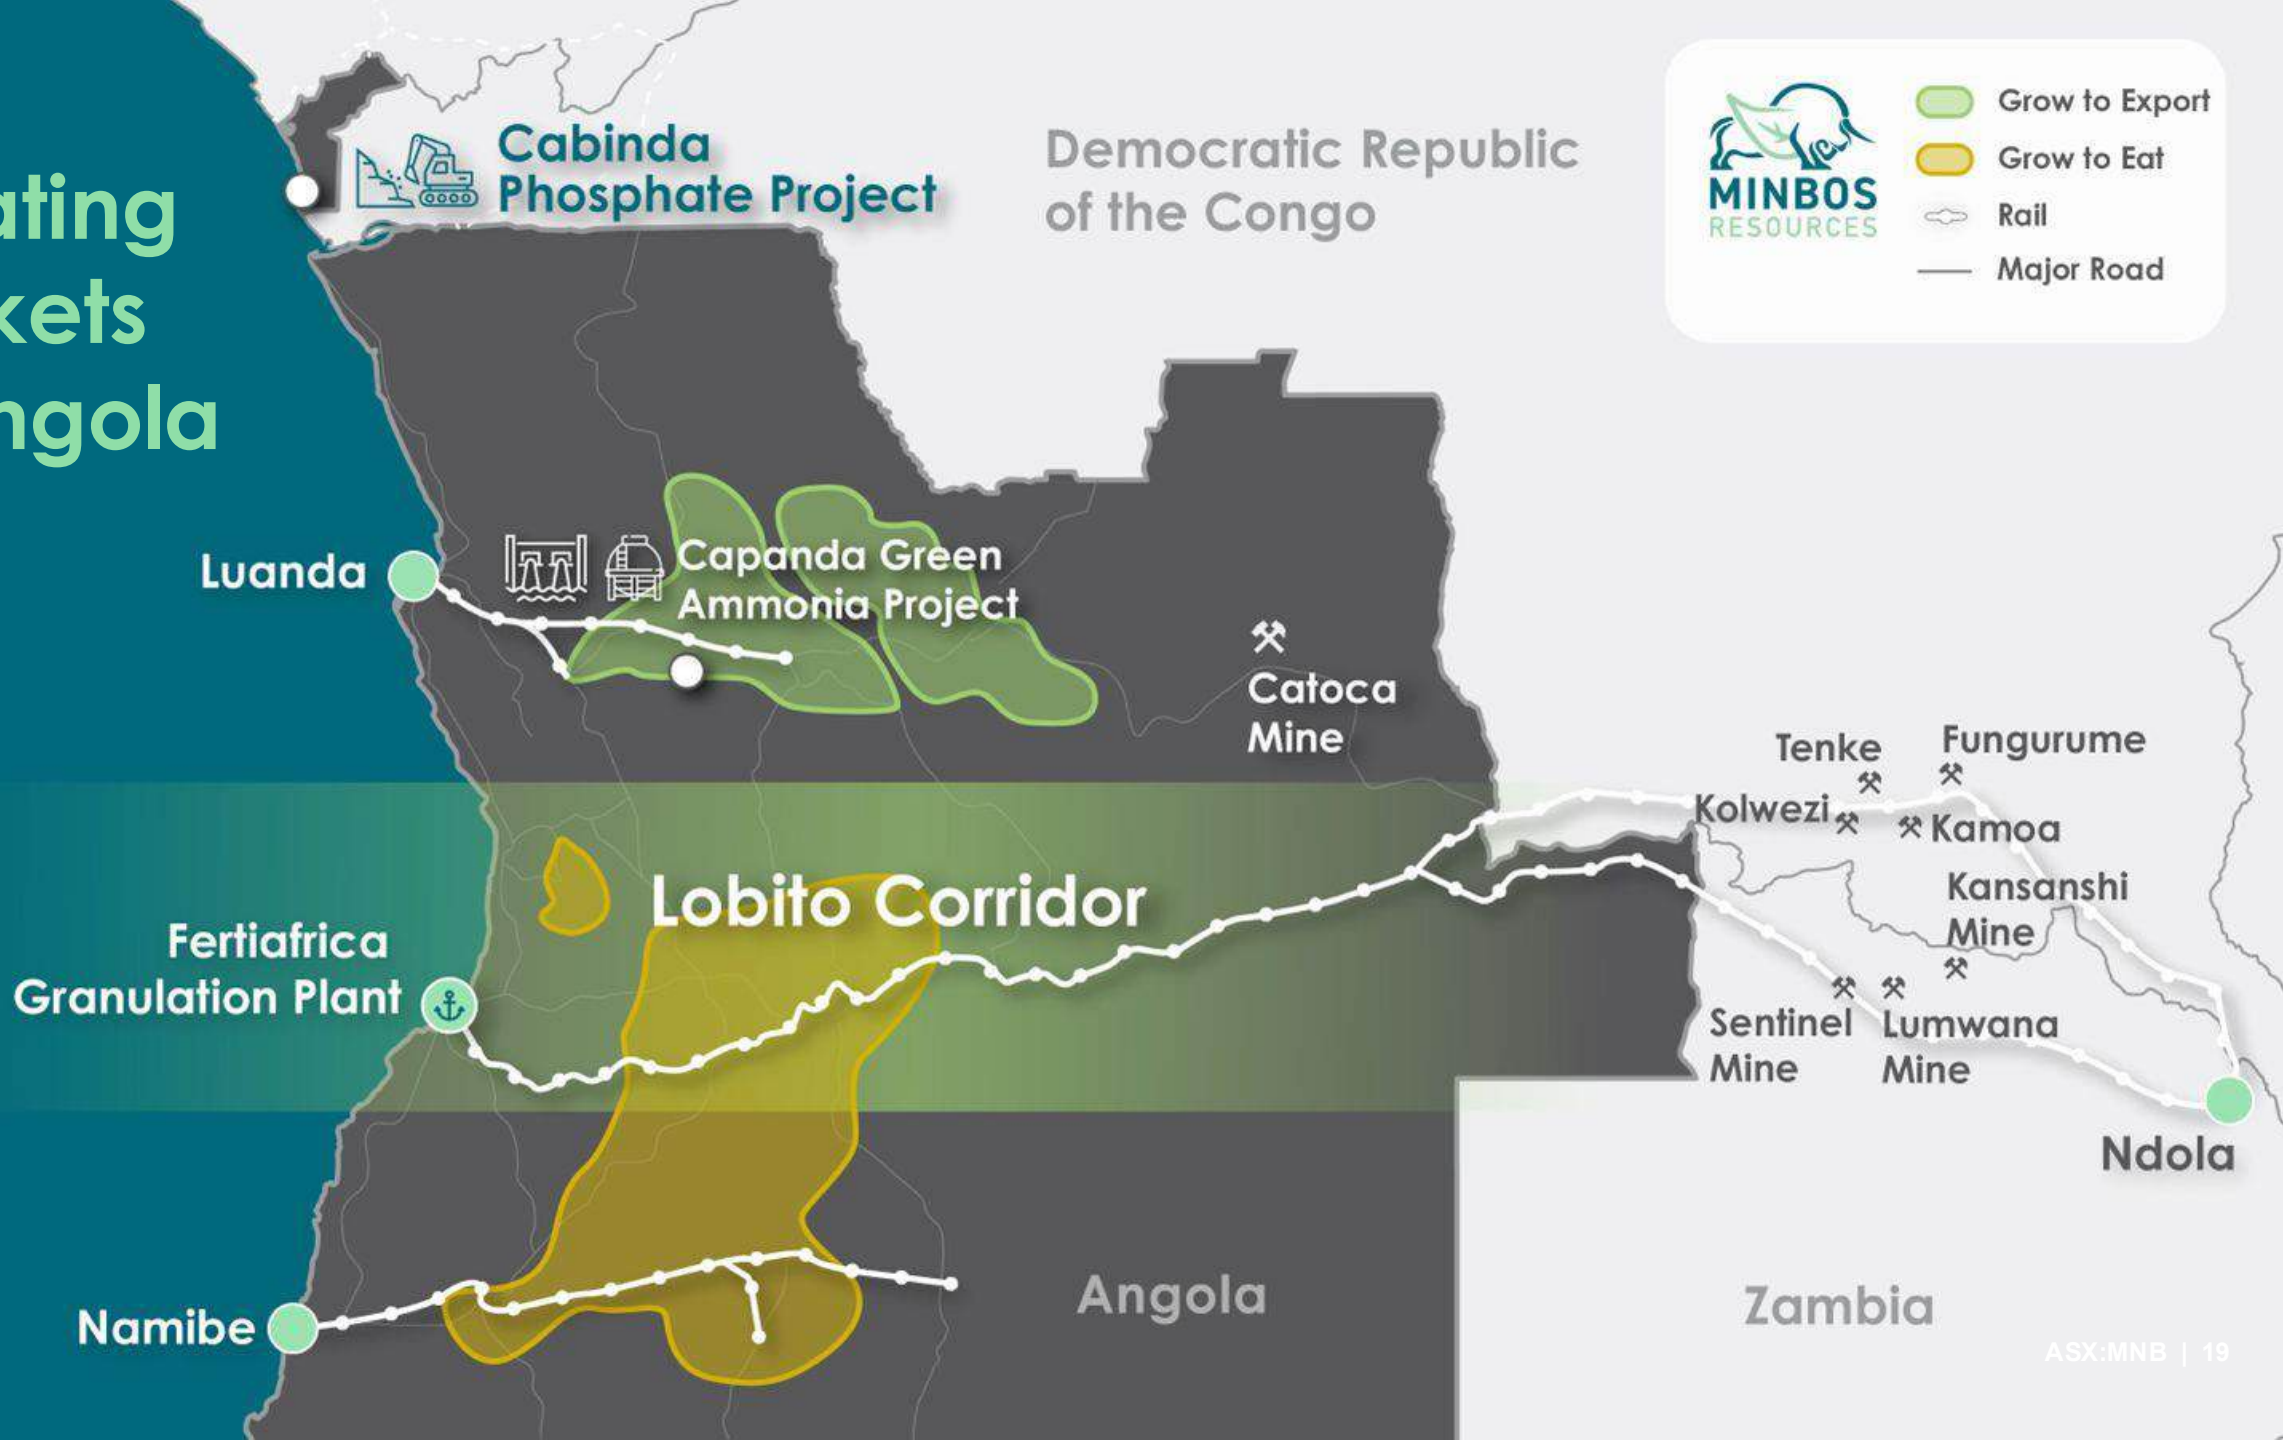 ating
kets
ngola
Cabinda
Phosphate Project
Democratic Republic
of the Congo
MINBOS
RESOURCES
Grow to Export
Grow to Eat
Rail
Major Road
Luanda
Capanda Green
Ammonia Project
Catoca
Mine
Tenke
Fungurume
Kolwezi
Kamoa
Kansanshi
Mine
Lobito Corridor
Fertiafrica
Granulation Plant
Sentinel
Mine
Lumwana
Mine
Ndola
Namibe
Angola
Zambia
ASX:MNB | 19